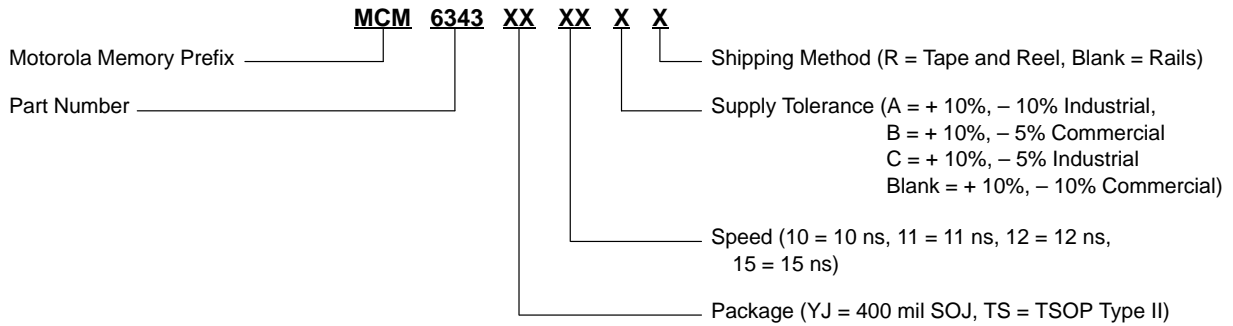 MCM 6343 XX XX X X
Motorola Memory Prefix
Shipping Method (R = Tape and Reel, Blank = Rails)
Part Number
Supply Tolerance (A = + 10%, – 10% Industrial,
B = + 10%, – 5% Commercial
C = + 10%, – 5% Industrial
Blank = + 10%, – 10% Commercial)
Speed (10 = 10 ns, 11 = 11 ns, 12 = 12 ns,
15 = 15 ns)
Package (YJ = 400 mil SOJ, TS = TSOP Type II)